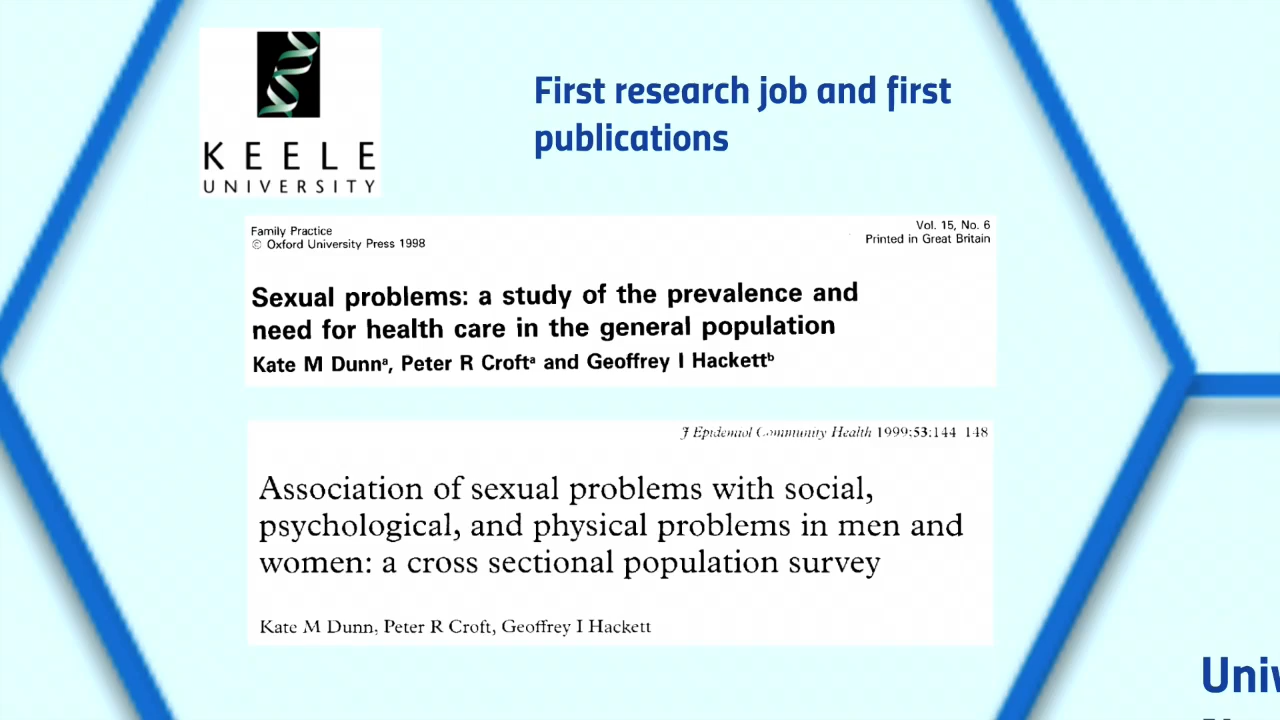 KEELE
UNIVERSITY
First research job and first
publications
Family Practice
© Oxford University Press 1998
Vol. 15, No. 6
Printed in Great Britain
Sexual problems: a study of the prevalence and
need for health care in the general population
Kate M Dunnᵃ, Peter R Croftᵃ and Geoffrey I Hackettᵇ
J Epidemiol Community Health 1999;53:144 148
Association of sexual problems with social,
psychological, and physical problems in men and
women: a cross sectional population survey
Kate M Dunn, Peter R Croft, Geoffrey I Hackett